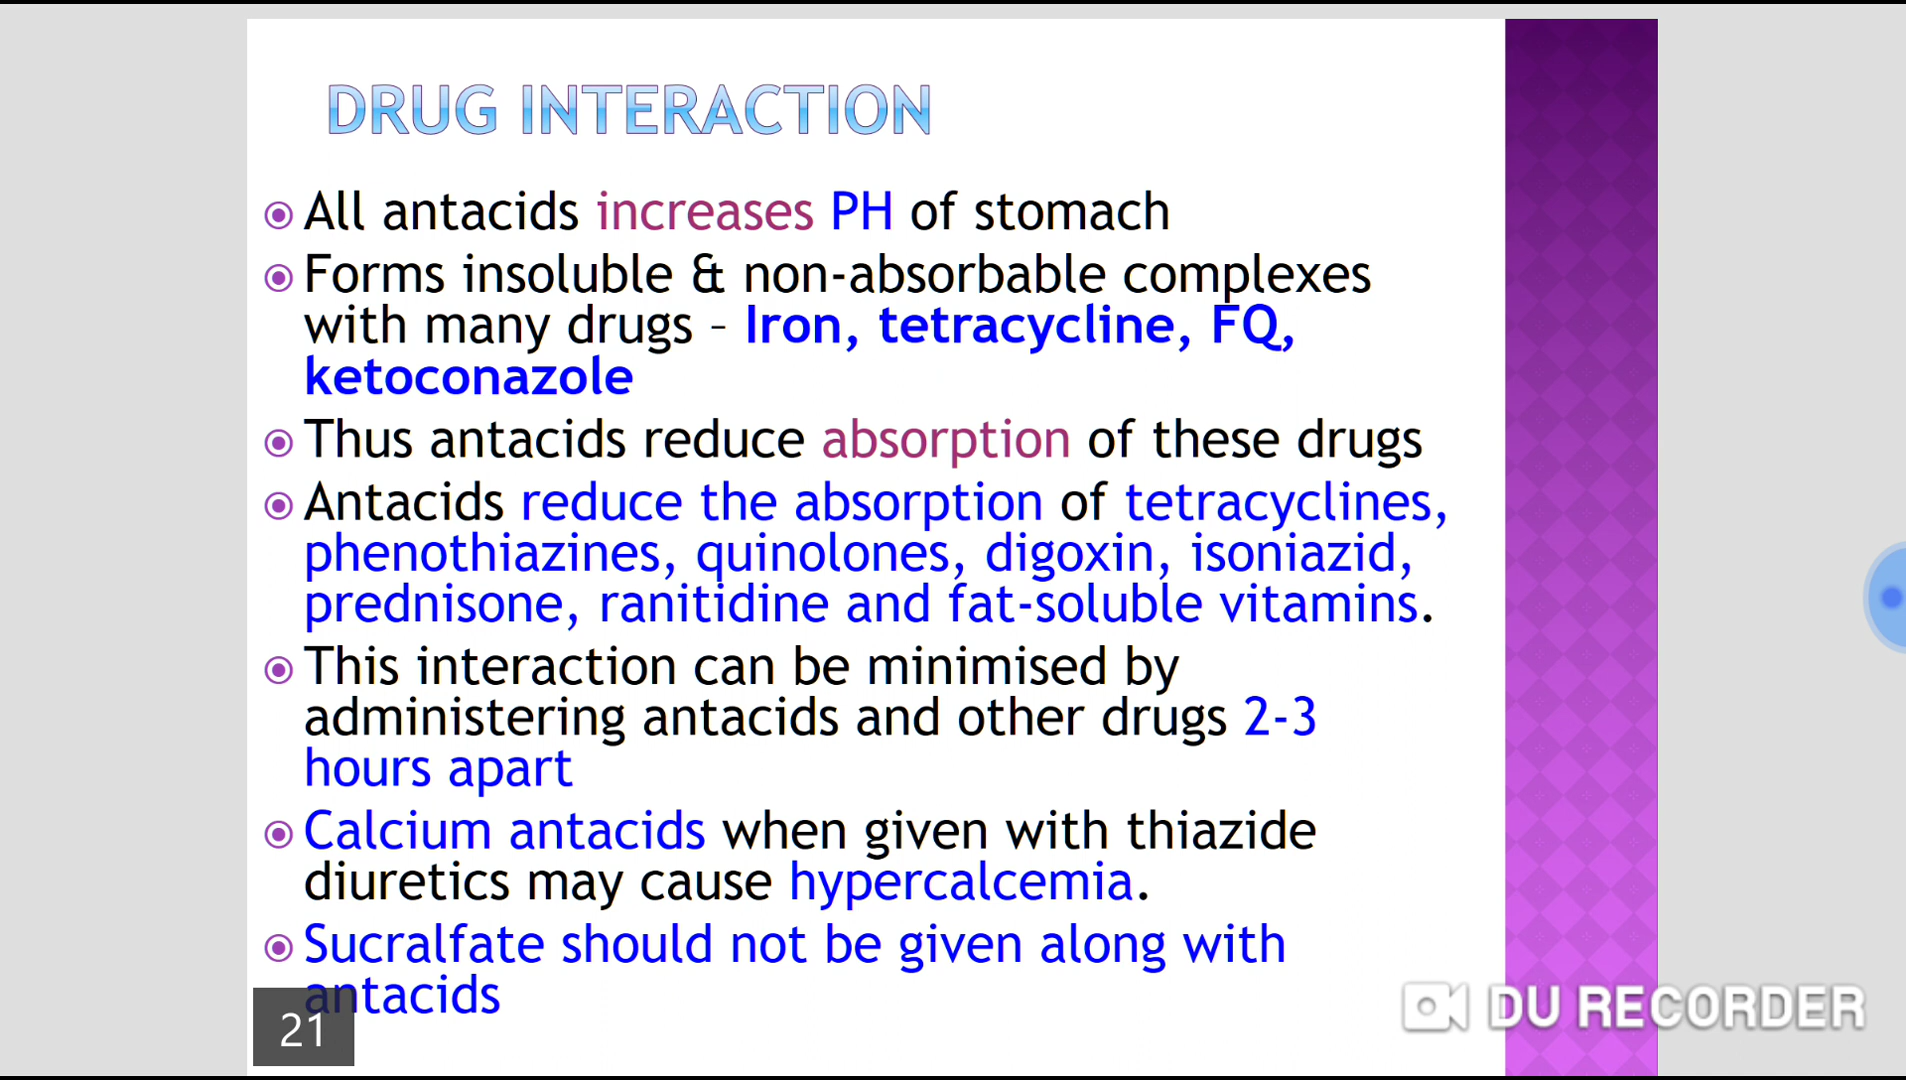 DRUG INTERACTION
All antacids increases PH of stomach
Forms insoluble & non-absorbable complexes
with many drugs – Iron, tetracycline, FQ,
ketoconazole
Thus antacids reduce absorption of these drugs
Antacids reduce the absorption of tetracyclines,
phenothiazines, quinolones, digoxin, isoniazid,
prednisone, ranitidine and fat-soluble vitamins.
This interaction can be minimised by
administering antacids and other drugs 2-3
hours apart
Calcium antacids when given with thiazide
diuretics may cause hypercalcemia.
Sucralfate should not be given along with
antacids
21
DU RECORDER